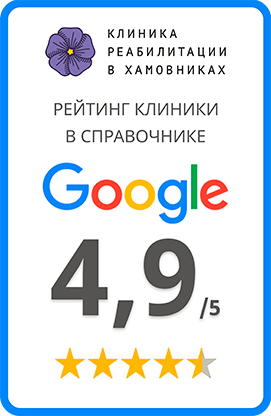 КЛИНИКА
РЕАБИЛИТАЦИИ
В ХАМОВНИКАХ
РЕЙТИНГ КЛИНИКИ
В СПРАВОЧНИКЕ
Google
4,9/5